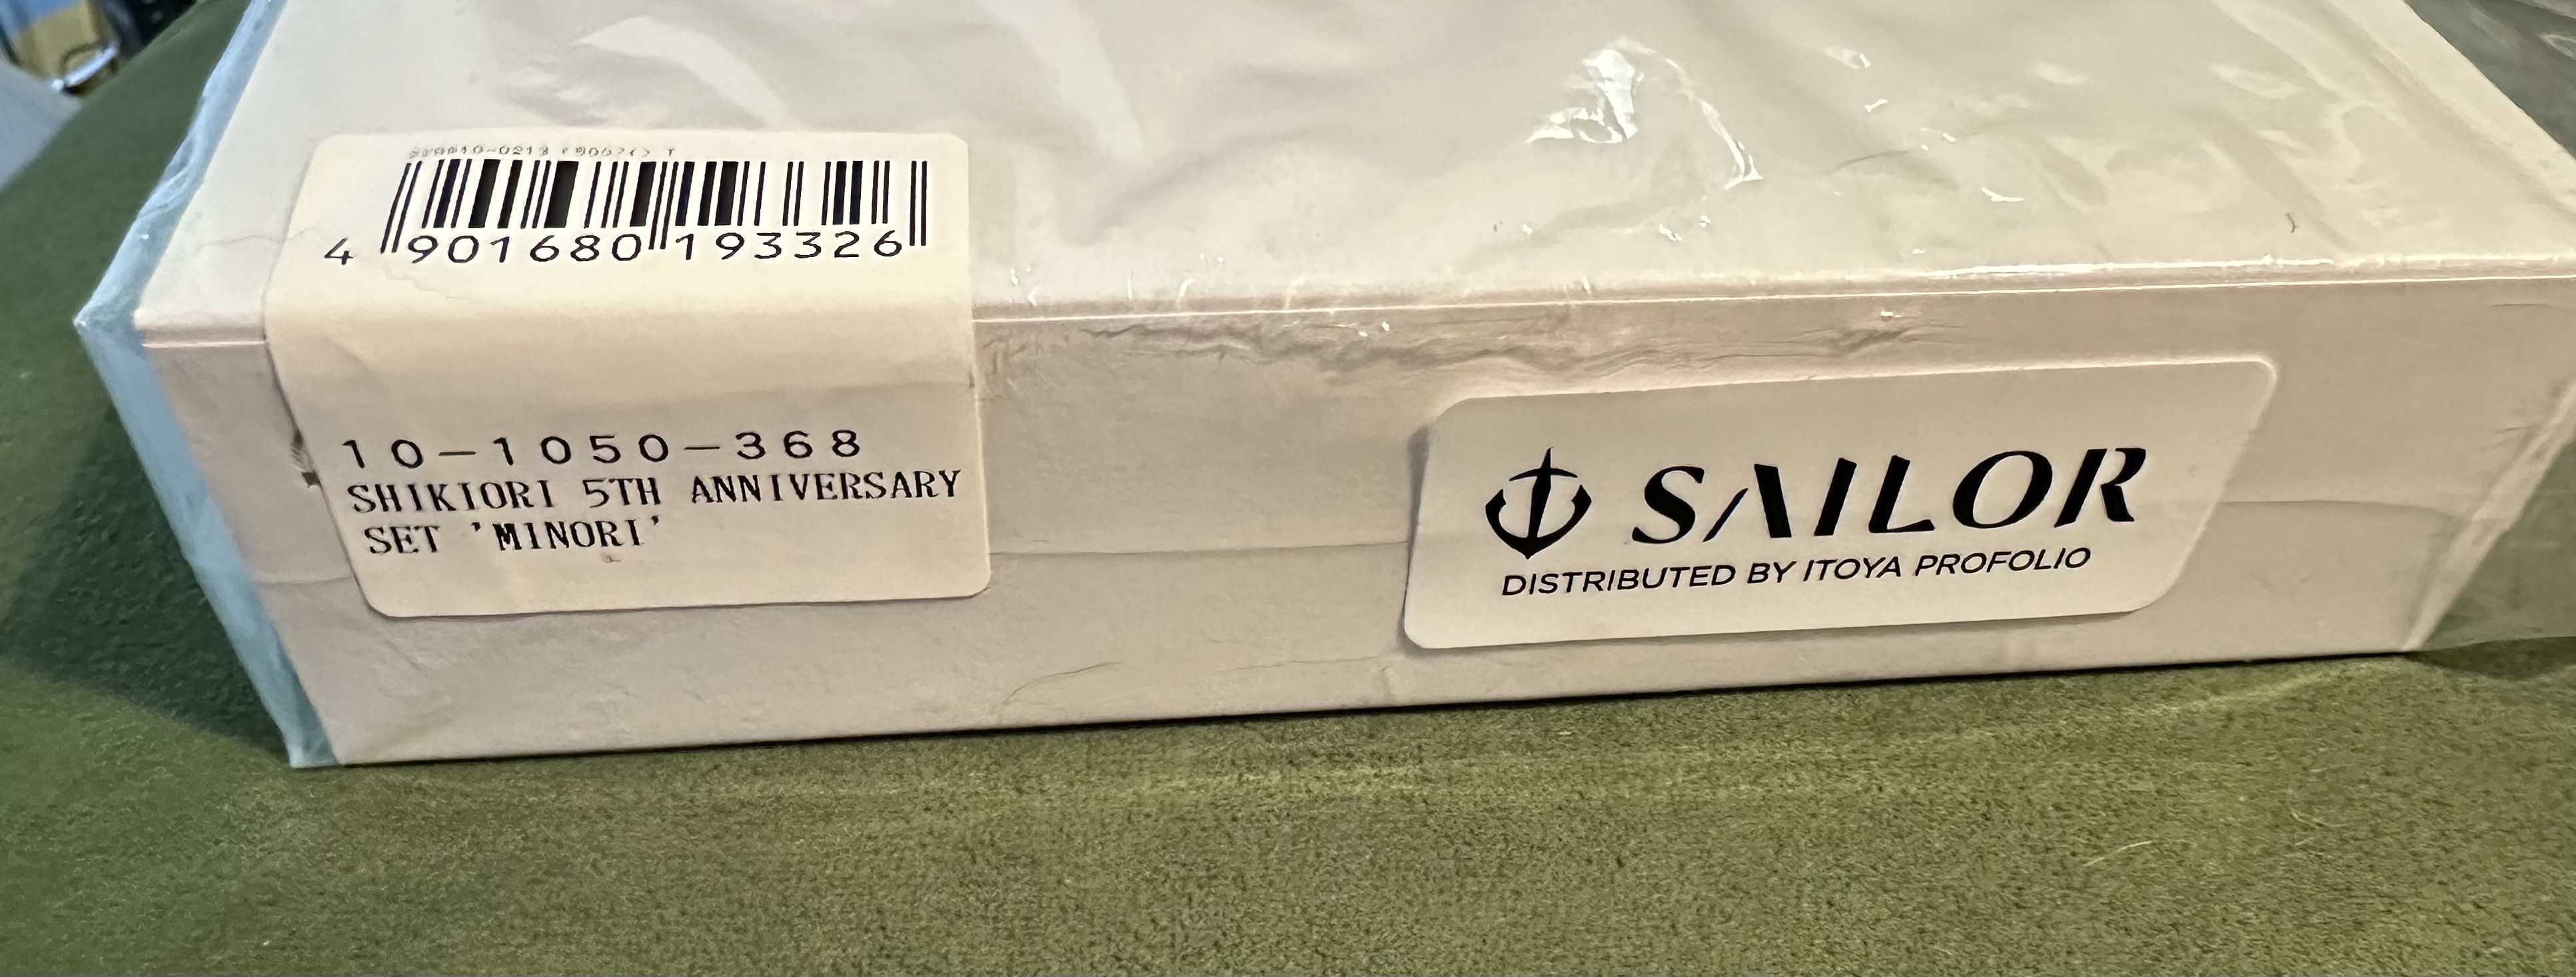 4 901680 193326
10-1050-368
SHIKIORI 5TH ANNIVERSARY
SET 'MINORI'
SAILOR
DISTRIBUTED BY ITOYA PROFOLIO